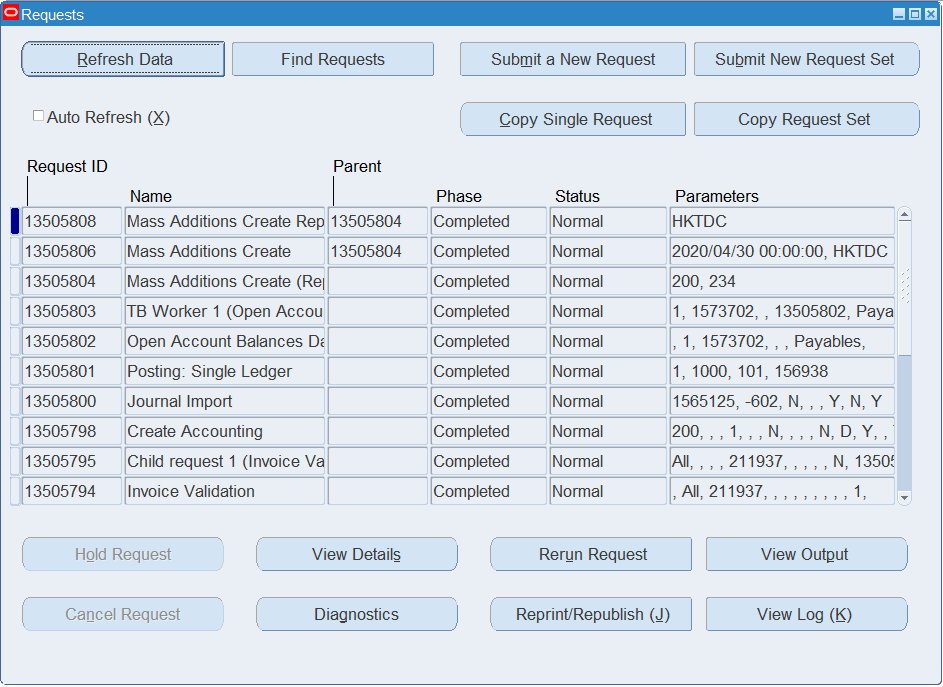 Requests
Refresh Data Find Requests Submit a New Request Submit New Request Set
Auto Refresh (X) Copy Single Request Copy Request Set
Request ID Parent
Name Phase Status Parameters
13505808 Mass Additions Create Rep 13505804 Completed Normal HKTDC
13505806 Mass Additions Create 13505804 Completed Normal 2020/04/30 00:00:00, HKTDC
13505804 Mass Additions Create (Rep Completed Normal 200, 234
13505803 TB Worker 1 (Open Accou Completed Normal 1, 1573702, , 13505802, Paya
13505802 Open Account Balances Da Completed Normal , 1, 1573702, , , Payables,
13505801 Posting: Single Ledger Completed Normal 1, 1000, 101, 156938
13505800 Journal Import Completed Normal 1565125, -602, N, , , Y, N, Y
13505798 Create Accounting Completed Normal 200, , , 1, , , N, , , , N, D, Y, , 
13505795 Child request 1 (Invoice Va Completed Normal All, , , , 211937, , , , , N, 13505
13505794 Invoice Validation Completed Normal , All, 211937, , , , , , , , , 1,
Hold Request View Details Rerun Request View Output
Cancel Request Diagnostics Reprint/Republish (J) View Log (K)